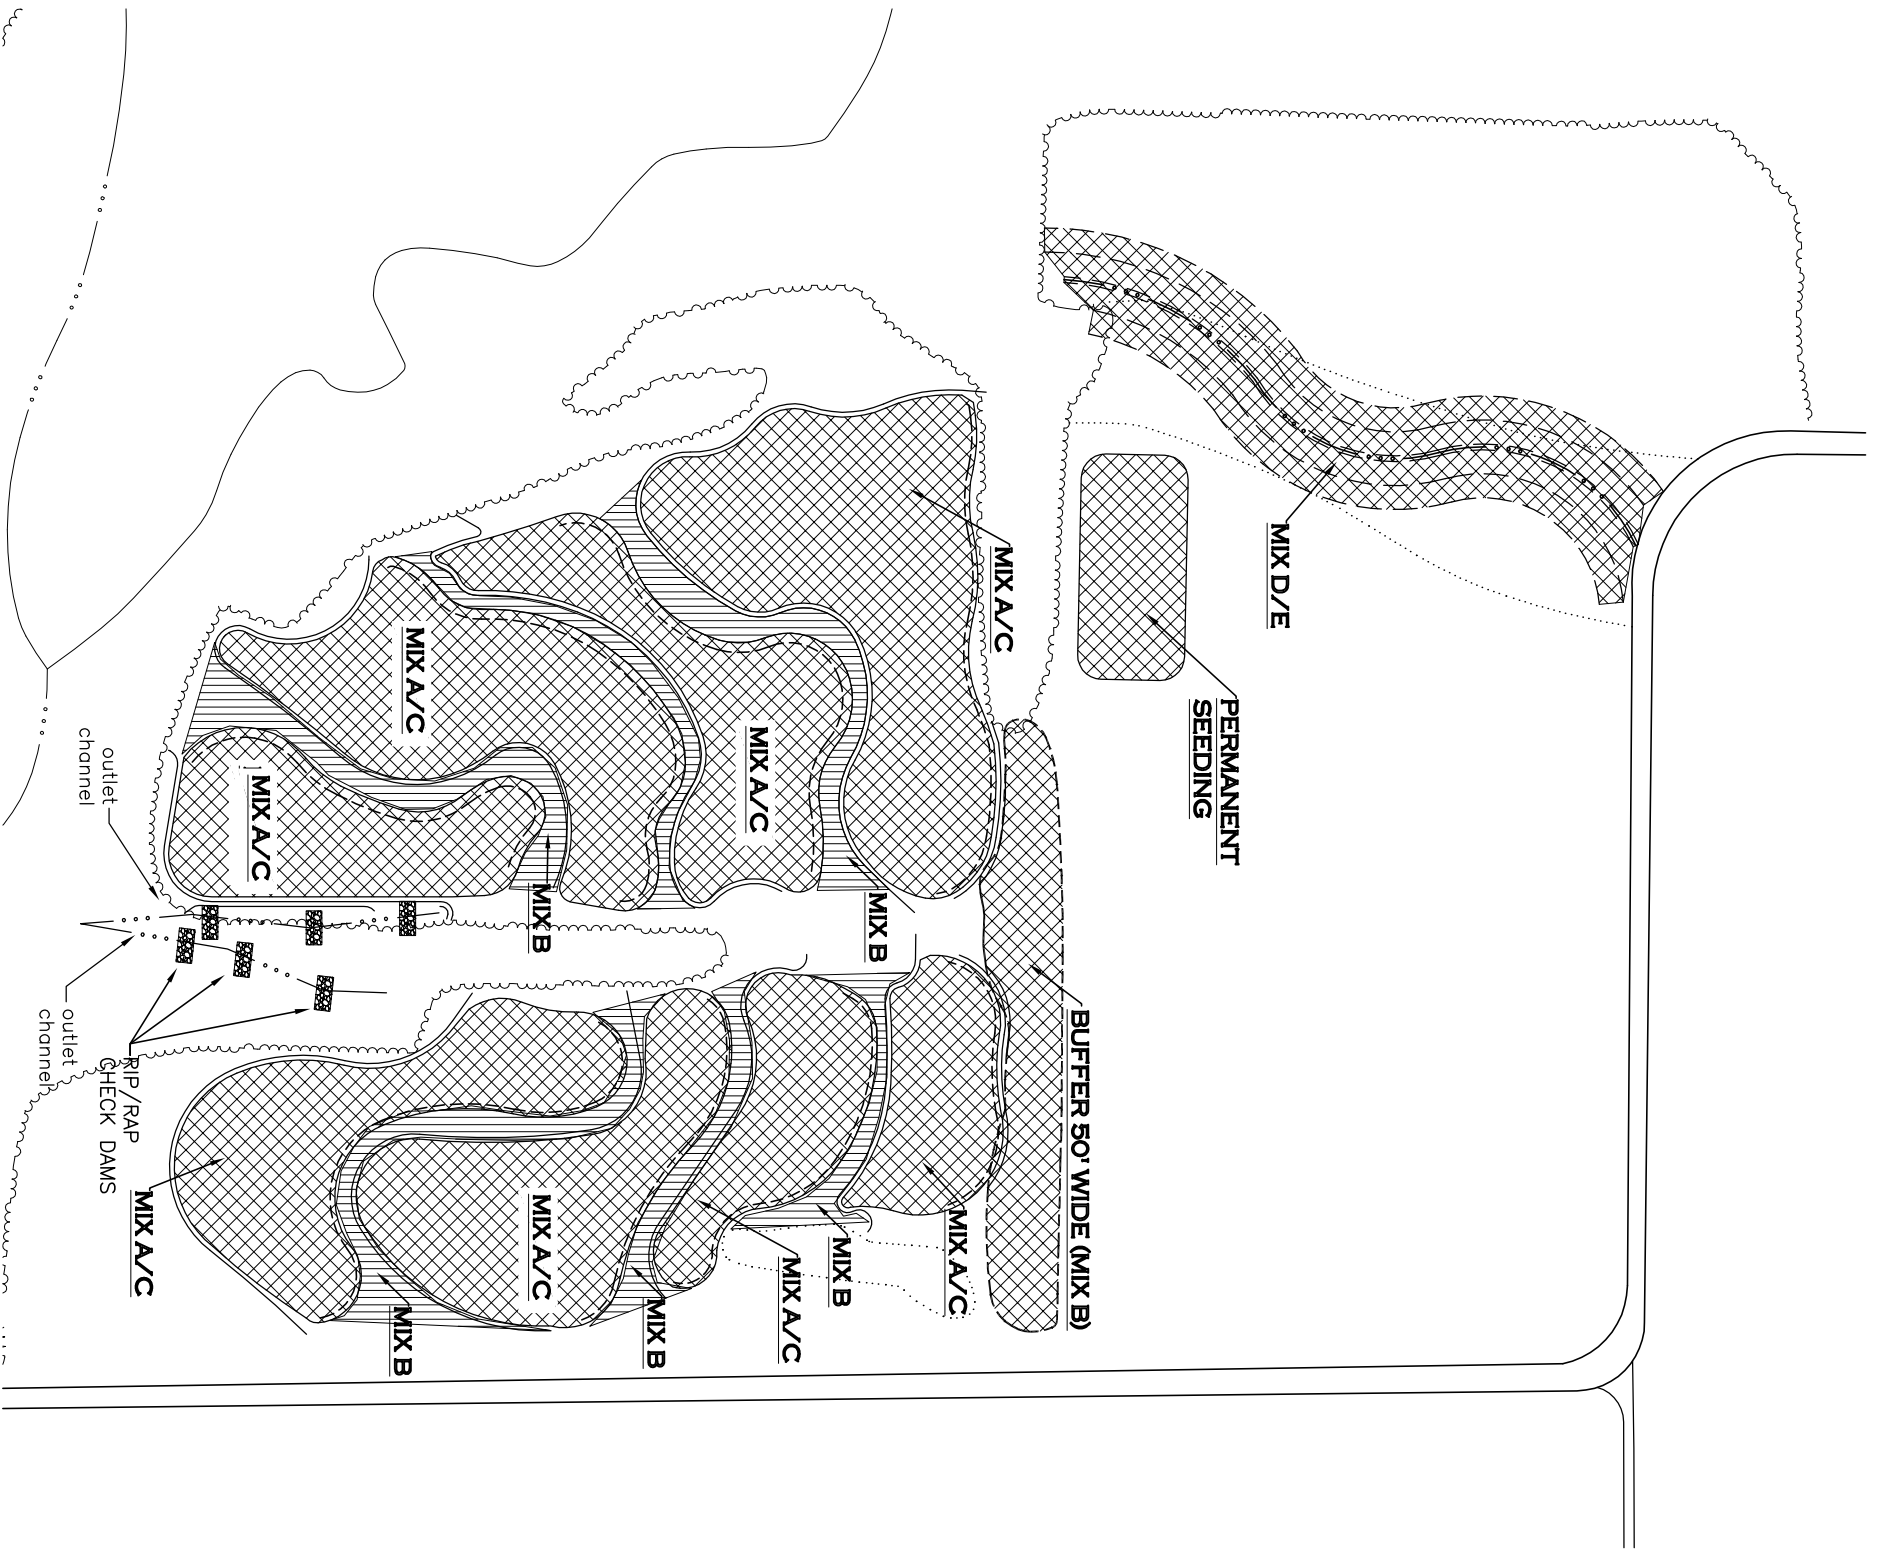 MIX D/E
PERMANENT
SEEDING
MIX A/C
MIX A/C
MIX A/C
MIX A/C
MIX B
MIX B
outlet
channel
outlet
channel
RIP/RAP
CHECK DAMS
BUFFER 50' WIDE (MIX B)
MIX A/C
MIX B
MIX A/C
MIX B
MIX A/C
MIX B
MIX A/C